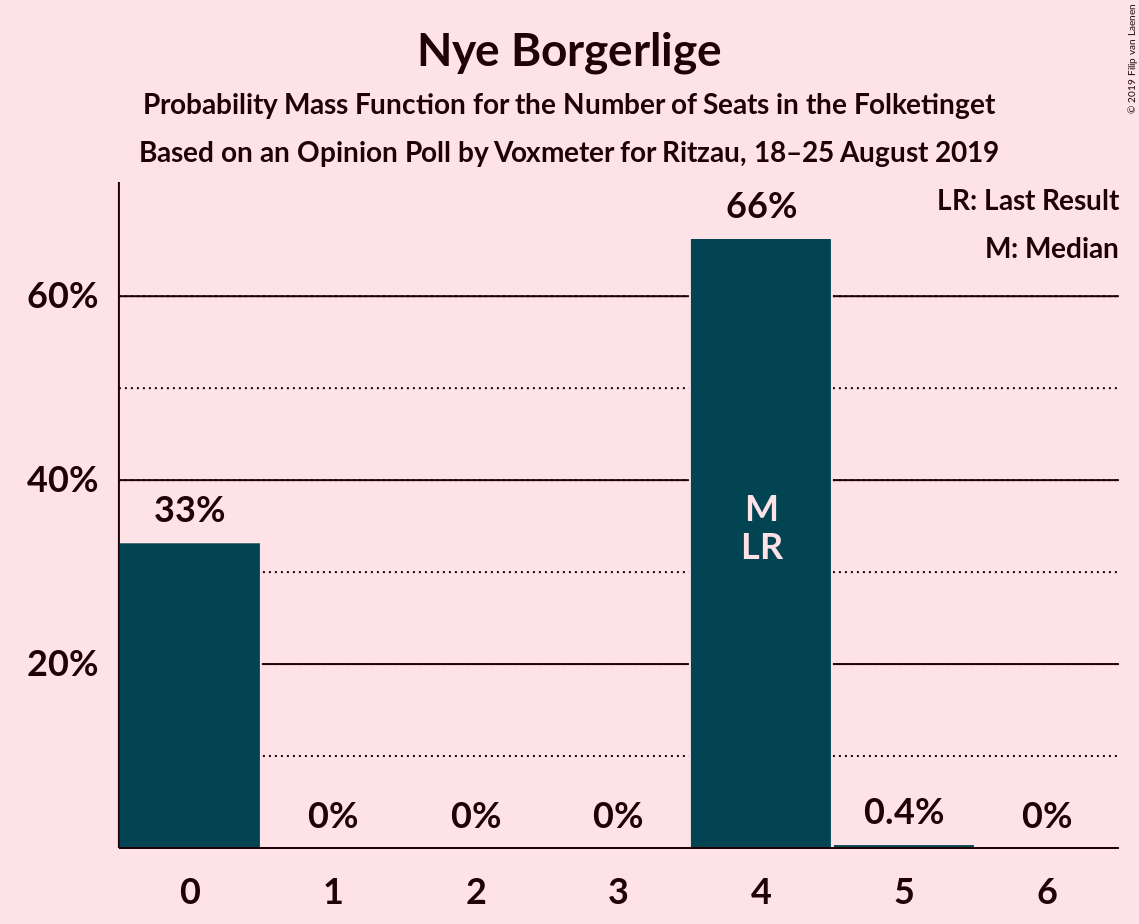 Nye Borgerlige
Probability Mass Function for the Number of Seats in the Folketinget
Based on an Opinion Poll by Voxmeter for Ritzau, 18–25 August 2019
© 2019 Filip van Laenen
LR: Last Result
M: Median
60%
40%
20%
33%
0%
0%
0%
66%
M
LR
0.4%
0%
0
1
2
3
4
5
6